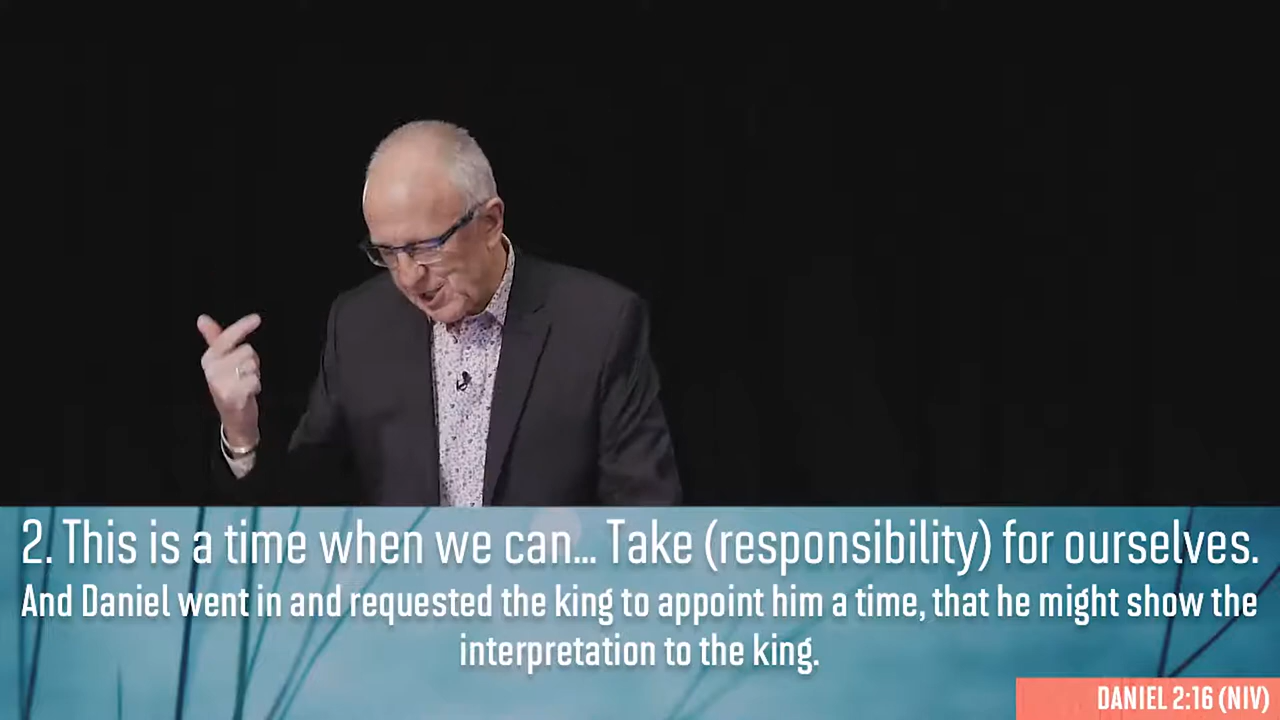 2. This is a time when we can... Take (responsibility) for ourselves.
And Daniel went in and requested the king to appoint him a time, that he might show the
interpretation to the king.
DANIEL 2:16 (NIV)